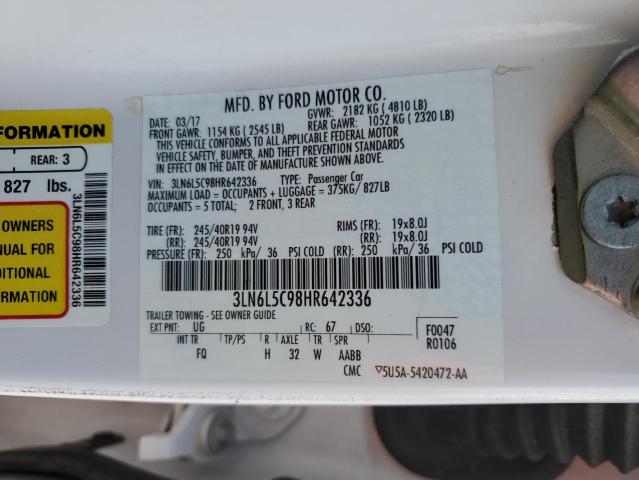 FORMATION
REAR: 3
827 lbs.
OWNERS
NUAL FOR
DITIONAL
FORMATION
3LN6L5C98HR642336
MFD. BY FORD MOTOR CO.
DATE: 03/17 GVWR: 2182 KG ( 4810 LB)
FRONT GAWR: 1154 KG ( 2545 LB) REAR GAWR: 1052 KG ( 2320 LB)
THIS VEHICLE CONFORMS TO ALL APPLICABLE FEDERAL MOTOR
VEHICLE SAFETY, BUMPER, AND THEFT PREVENTION STANDARDS
IN EFFECT ON THE DATE OF MANUFACTURE SHOWN ABOVE.
VIN: 3LN6L5C98HR642336 TYPE: Passenger Car
MAXIMUM LOAD = OCCUPANTS + LUGGAGE = 375KG/827LB
OCCUPANTS = 5 TOTAL; 2 FRONT, 3 REAR
TIRE (FR): 245/40R19 94V RIMS (FR): 19x8.0J
(RR): 245/40R19 94V (RR): 19x8.0J
PRESSURE (FR): 250 kPa/ 36 PSI COLD (RR): 250 kPa/ 36 PSI COLD
3LN6L5C98HR642336
TRAILER TOWING - SEE OWNER GUIDE
EXT PNT: UG RC: 67 DSO: F0047
INT TR TP/PS R AXLE TR SPR R0106
FQ H 32 W AABB
CMC 5U5A-5420472-AA